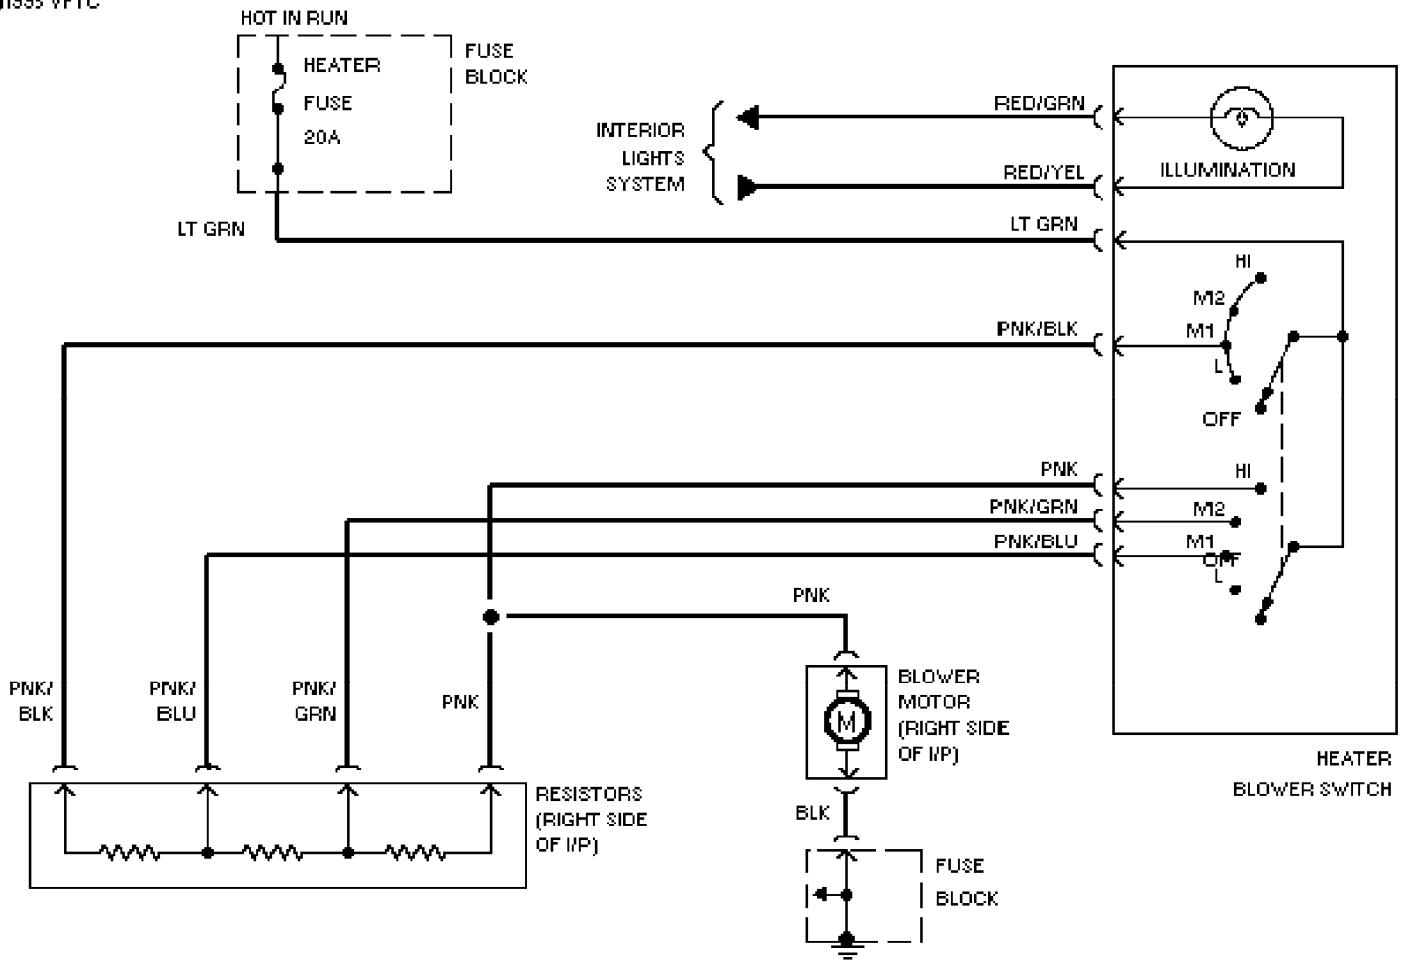 HOT IN RUN
HEATER
FUSE
20A
FUSE
BLOCK
INTERIOR
LIGHTS
SYSTEM
RED/GRN
RED/YEL
ILLUMINATION
LT GRN
LT GRN
HI
M2
M1
L
OFF
PNK/BLK
PNK
PNK/GRN
PNK/BLU
HI
M2
M1
OFF
L
PNK
PNK/
BLK
PNK/
BLU
PNK/
GRN
PNK
BLOWER
MOTOR
(RIGHT SIDE
OF I/P)
M
HEATER
BLOWER SWITCH
RESISTORS
(RIGHT SIDE
OF I/P)
BLK
FUSE
BLOCK